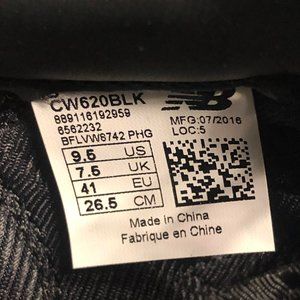 CW620BLK
889116192959
8562232
BFLVW6742 PHG
MFG:07/2016
LOC:5
9.5 US
7.5 UK
41 EU
26.5 CM
Made in China
Fabrique en Chine